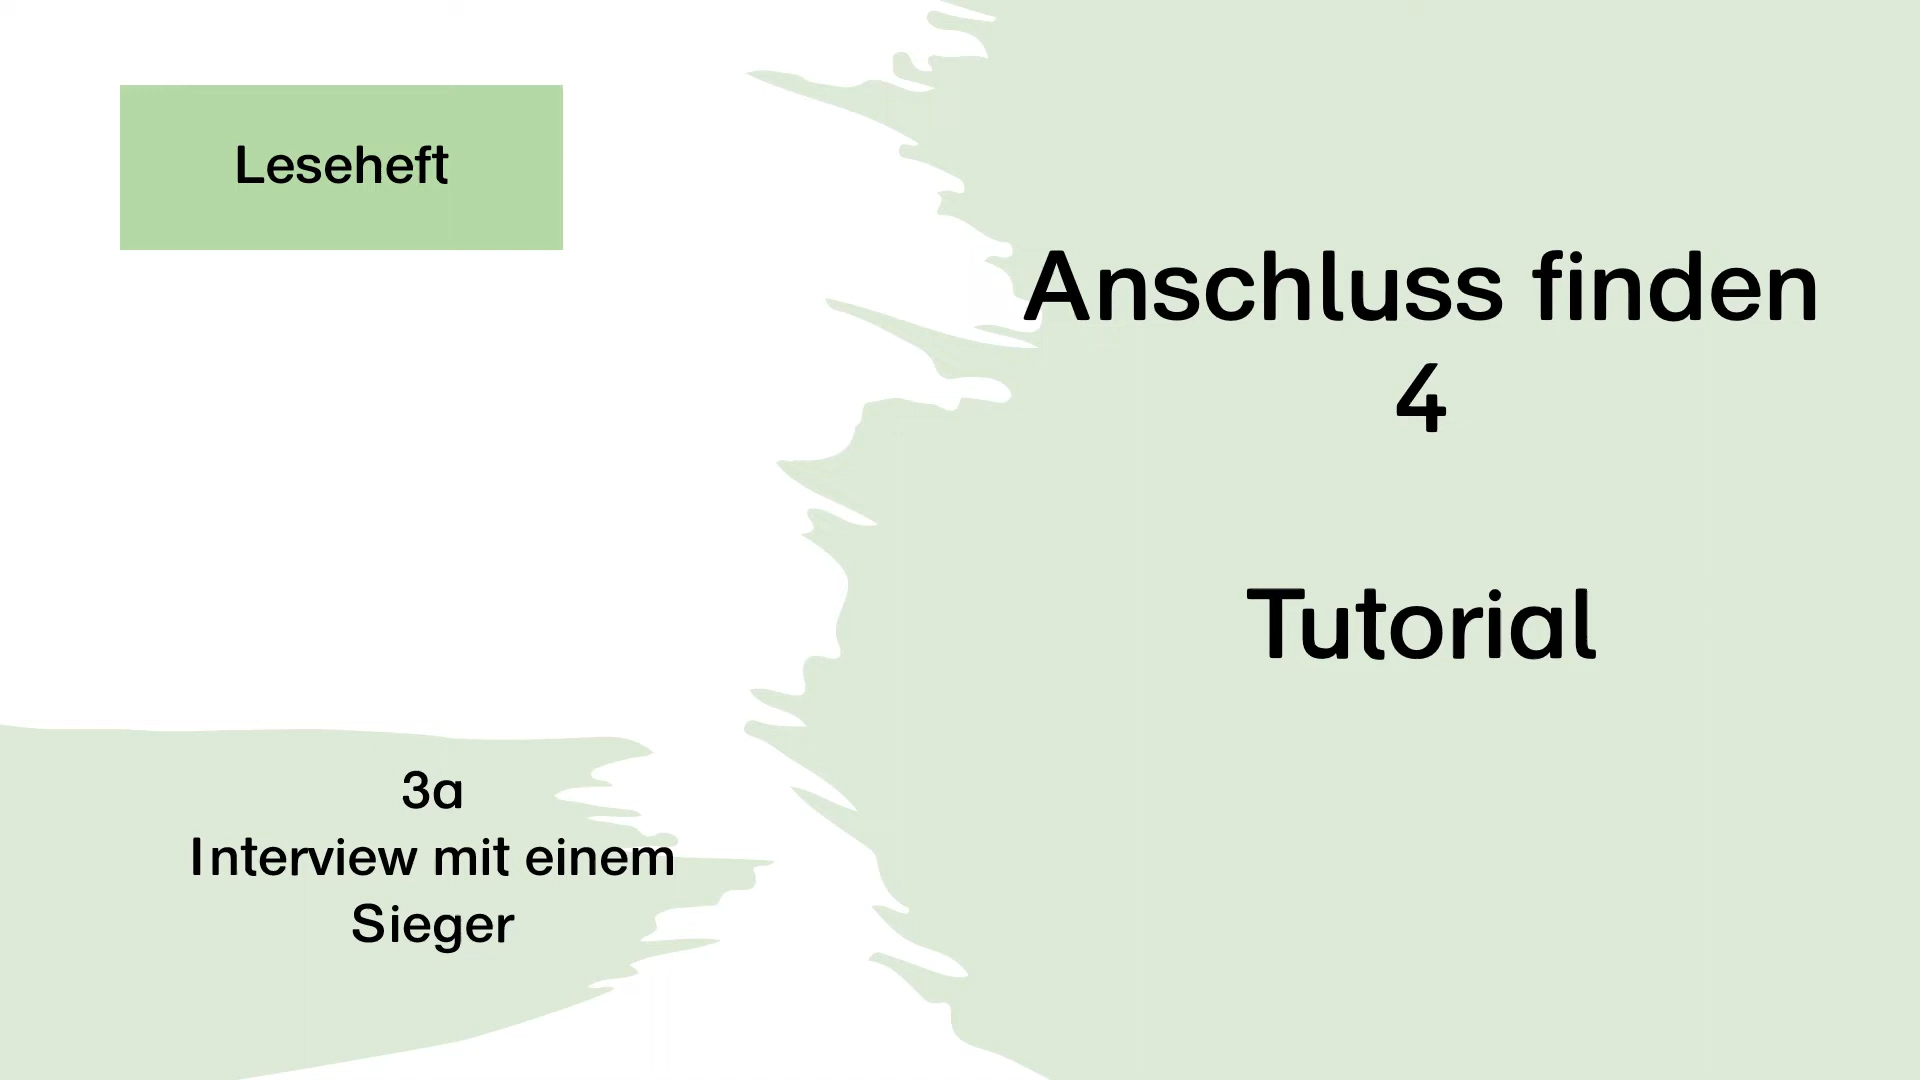 Leseheft
Anschluss finden
4
Tutorial
3a
Interview mit einem
Sieger